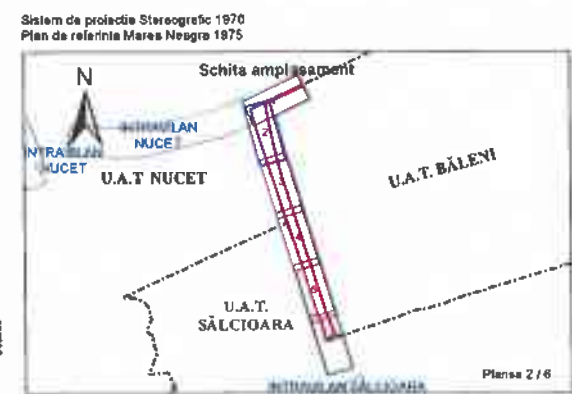 Sistem de proiectie Stereografic 1970
Plan de referinta Marea Neagra 1975
Schita amplasament
N
INTRAVILAN
NUCET
INTRAVILAN
NUCET
U.A.T NUCET
U.A.T. BĂLENI
2
U.A.T.
SĂLCIOARA
Plansa 2 / 6
INTRAVILAN SĂLCIOARA